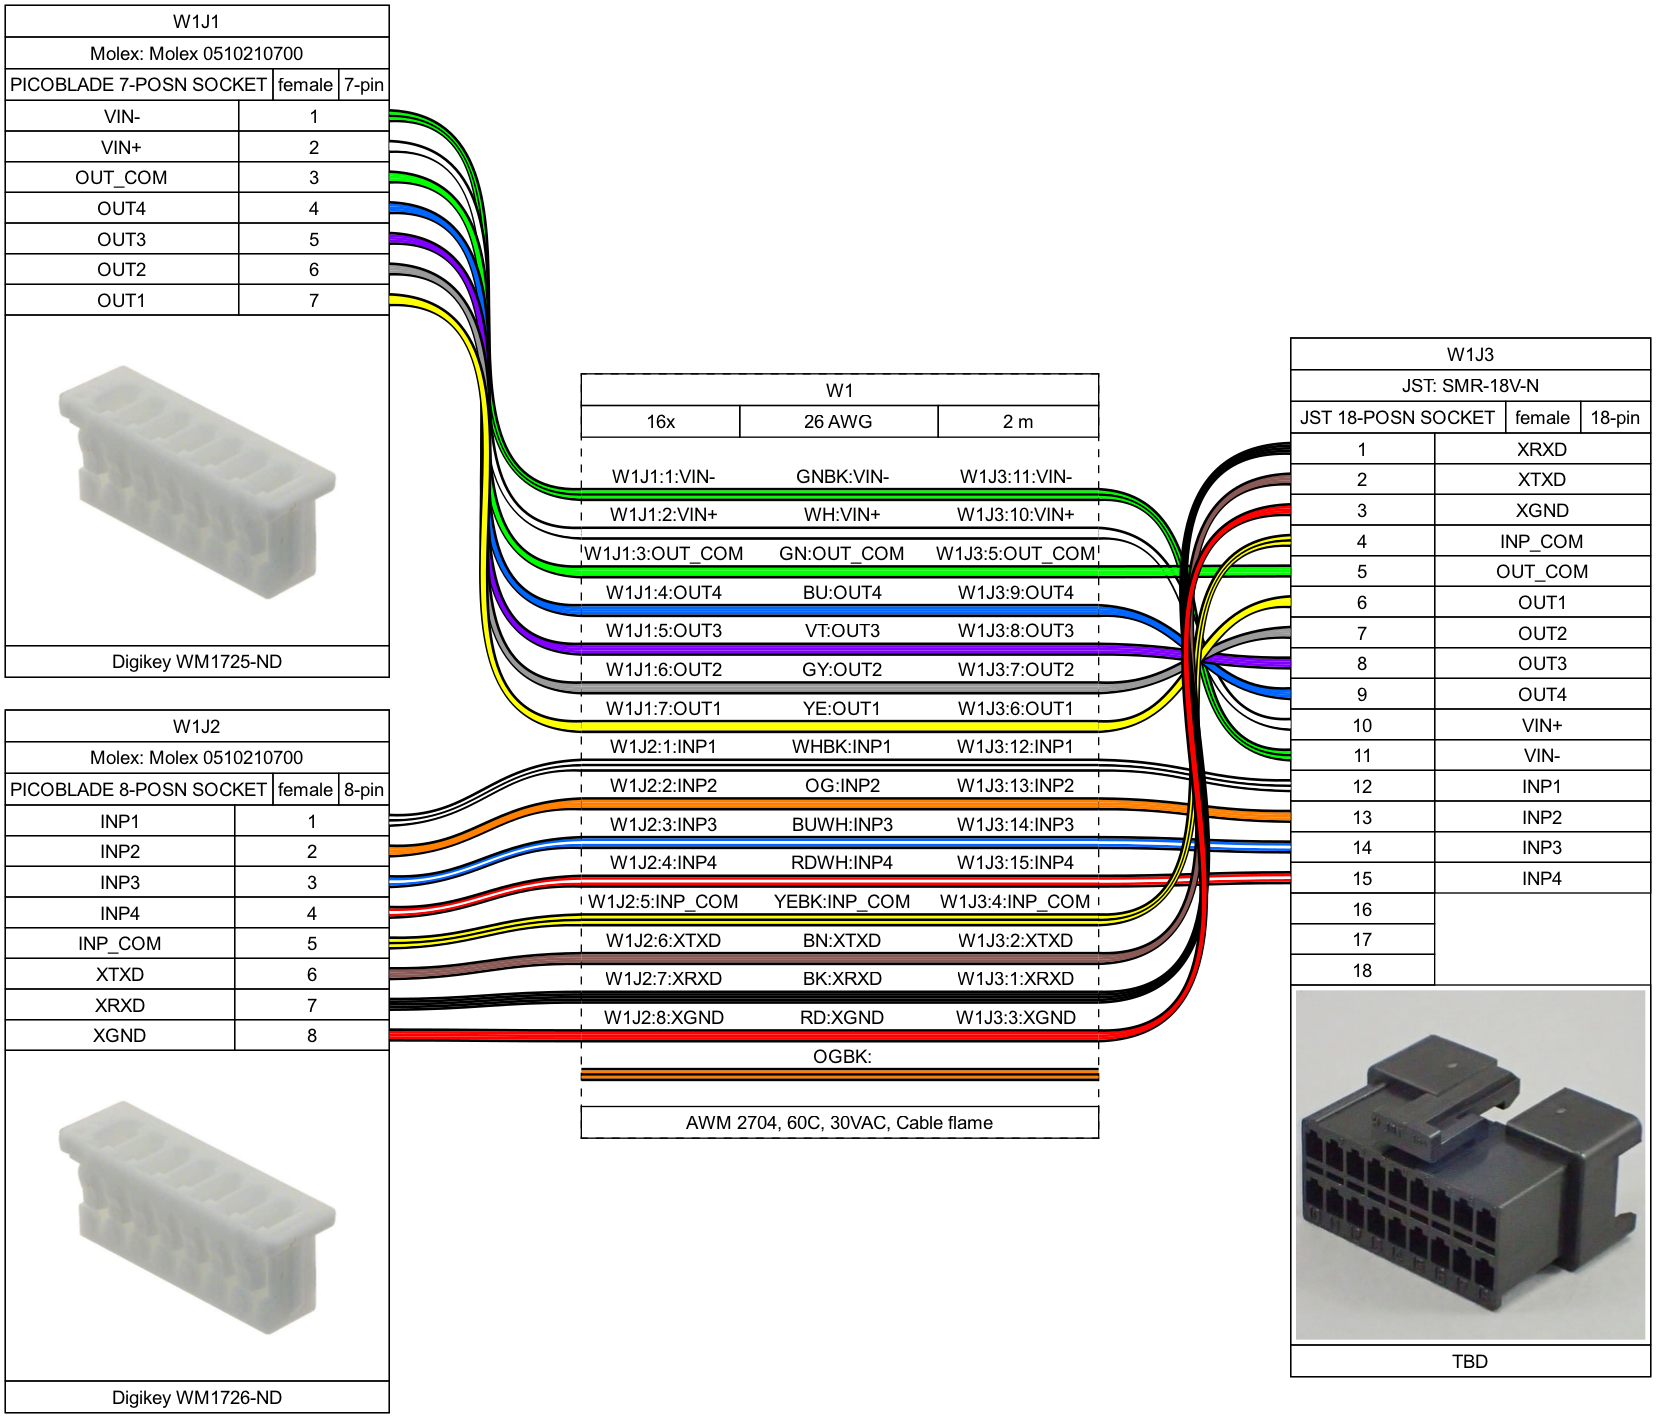 W1J1
Molex: Molex 0510210700
PICOBLADE 7-POSN SOCKET female 7-pin
VIN- 1
VIN+ 2
OUT_COM 3
OUT4 4
OUT3 5
OUT2 6
OUT1 7
Digikey WM1725-ND
W1J2
Molex: Molex 0510210700
PICOBLADE 8-POSN SOCKET female 8-pin
INP1 1
INP2 2
INP3 3
INP4 4
INP_COM 5
XTXD 6
XRXD 7
XGND 8
Digikey WM1726-ND
W1
16x 26 AWG 2 m
W1J1:1:VIN- GNBK:VIN- W1J3:11:VIN-
W1J1:2:VIN+ WH:VIN+ W1J3:10:VIN+
W1J1:3:OUT_COM GN:OUT_COM W1J3:5:OUT_COM
W1J1:4:OUT4 BU:OUT4 W1J3:9:OUT4
W1J1:5:OUT3 VT:OUT3 W1J3:8:OUT3
W1J1:6:OUT2 GY:OUT2 W1J3:7:OUT2
W1J1:7:OUT1 YE:OUT1 W1J3:6:OUT1
W1J2:1:INP1 WHBK:INP1 W1J3:12:INP1
W1J2:2:INP2 OG:INP2 W1J3:13:INP2
W1J2:3:INP3 BUWH:INP3 W1J3:14:INP3
W1J2:4:INP4 RDWH:INP4 W1J3:15:INP4
W1J2:5:INP_COM YEBK:INP_COM W1J3:4:INP_COM
W1J2:6:XTXD BN:XTXD W1J3:2:XTXD
W1J2:7:XRXD BK:XRXD W1J3:1:XRXD
W1J2:8:XGND RD:XGND W1J3:3:XGND
OGBK:
AWM 2704, 60C, 30VAC, Cable flame
W1J3
JST: SMR-18V-N
JST 18-POSN SOCKET female 18-pin
1 XRXD
2 XTXD
3 XGND
4 INP_COM
5 OUT_COM
6 OUT1
7 OUT2
8 OUT3
9 OUT4
10 VIN+
11 VIN-
12 INP1
13 INP2
14 INP3
15 INP4
16
17
18
TBD